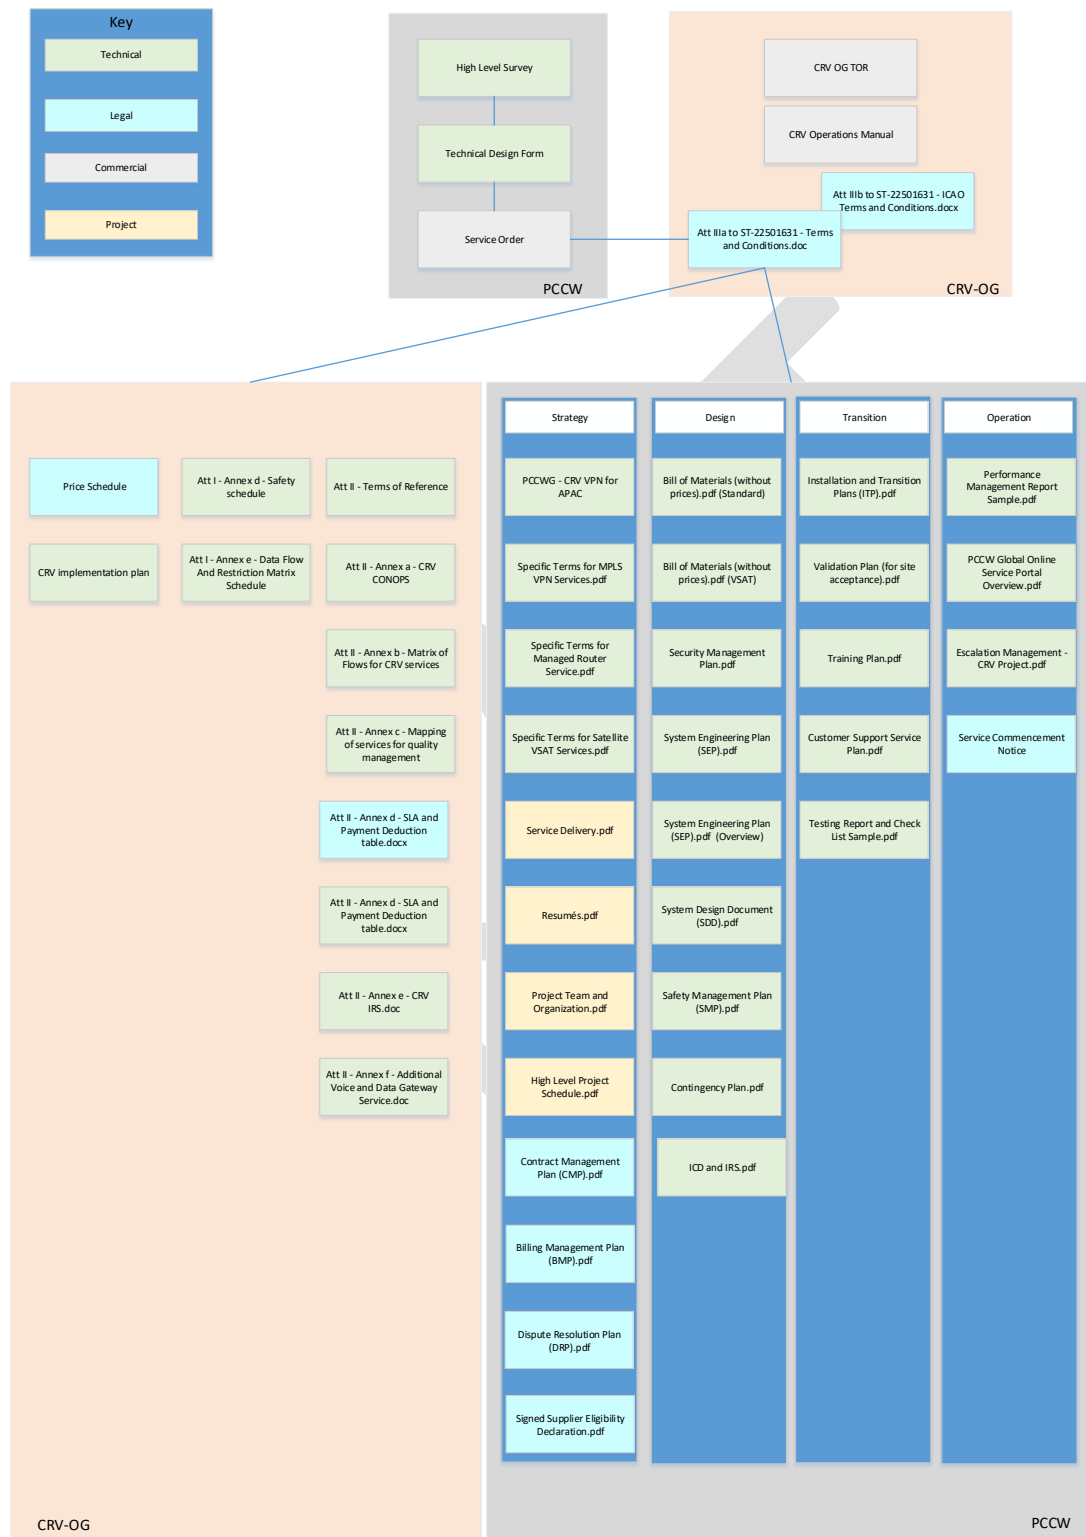 Key
Technical
Legal
Commercial
Project
High Level Survey
Technical Design Form
Service Order
PCCW
CRV OG TOR
CRV Operations Manual
Att IIIb to ST-22501631 - ICAO
Terms and Conditions.docx
Att IIIa to ST-22501631 - Terms
and Conditions.doc
CRV-OG
Price Schedule
CRV implementation plan
Att I - Annex d - Safety
schedule
Att I - Annex e - Data Flow
And Restriction Matrix
Schedule
Att II - Terms of Reference
Att II - Annex a - CRV
CONOPS
Att II - Annex b - Matrix of
Flows for CRV services
Att II - Annex c - Mapping
of services for quality
management
Att II - Annex d - SLA and
Payment Deduction
table.docx
Att II - Annex d - SLA and
Payment Deduction
table.docx
Att II - Annex e - CRV
IRS.doc
Att II - Annex f - Additional
Voice and Data Gateway
Service.doc
CRV-OG
Strategy
PCCWG - CRV VPN for
APAC
Specific Terms for MPLS
VPN Services.pdf
Specific Terms for
Managed Router
Service.pdf
Specific Terms for Satellite
VSAT Services.pdf
Service Delivery.pdf
Resumés.pdf
Project Team and
Organization.pdf
High Level Project
Schedule.pdf
Contract Management
Plan (CMP).pdf
Billing Management Plan
(BMP).pdf
Dispute Resolution Plan
(DRP).pdf
Signed Supplier Eligibility
Declaration.pdf
Design
Bill of Materials (without
prices).pdf (Standard)
Bill of Materials (without
prices).pdf (VSAT)
Security Management
Plan.pdf
System Engineering Plan
(SEP).pdf
System Engineering Plan
(SEP).pdf (Overview)
System Design Document
(SDD).pdf
Safety Management Plan
(SMP).pdf
Contingency Plan.pdf
ICD and IRS.pdf
Transition
Installation and Transition
Plans (ITP).pdf
Validation Plan (for site
acceptance).pdf
Training Plan.pdf
Customer Support Service
Plan.pdf
Testing Report and Check
List Sample.pdf
Operation
Performance
Management Report
Sample.pdf
PCCW Global Online
Service Portal
Overview.pdf
Escalation Management -
CRV Project.pdf
Service Commencement
Notice
PCCW